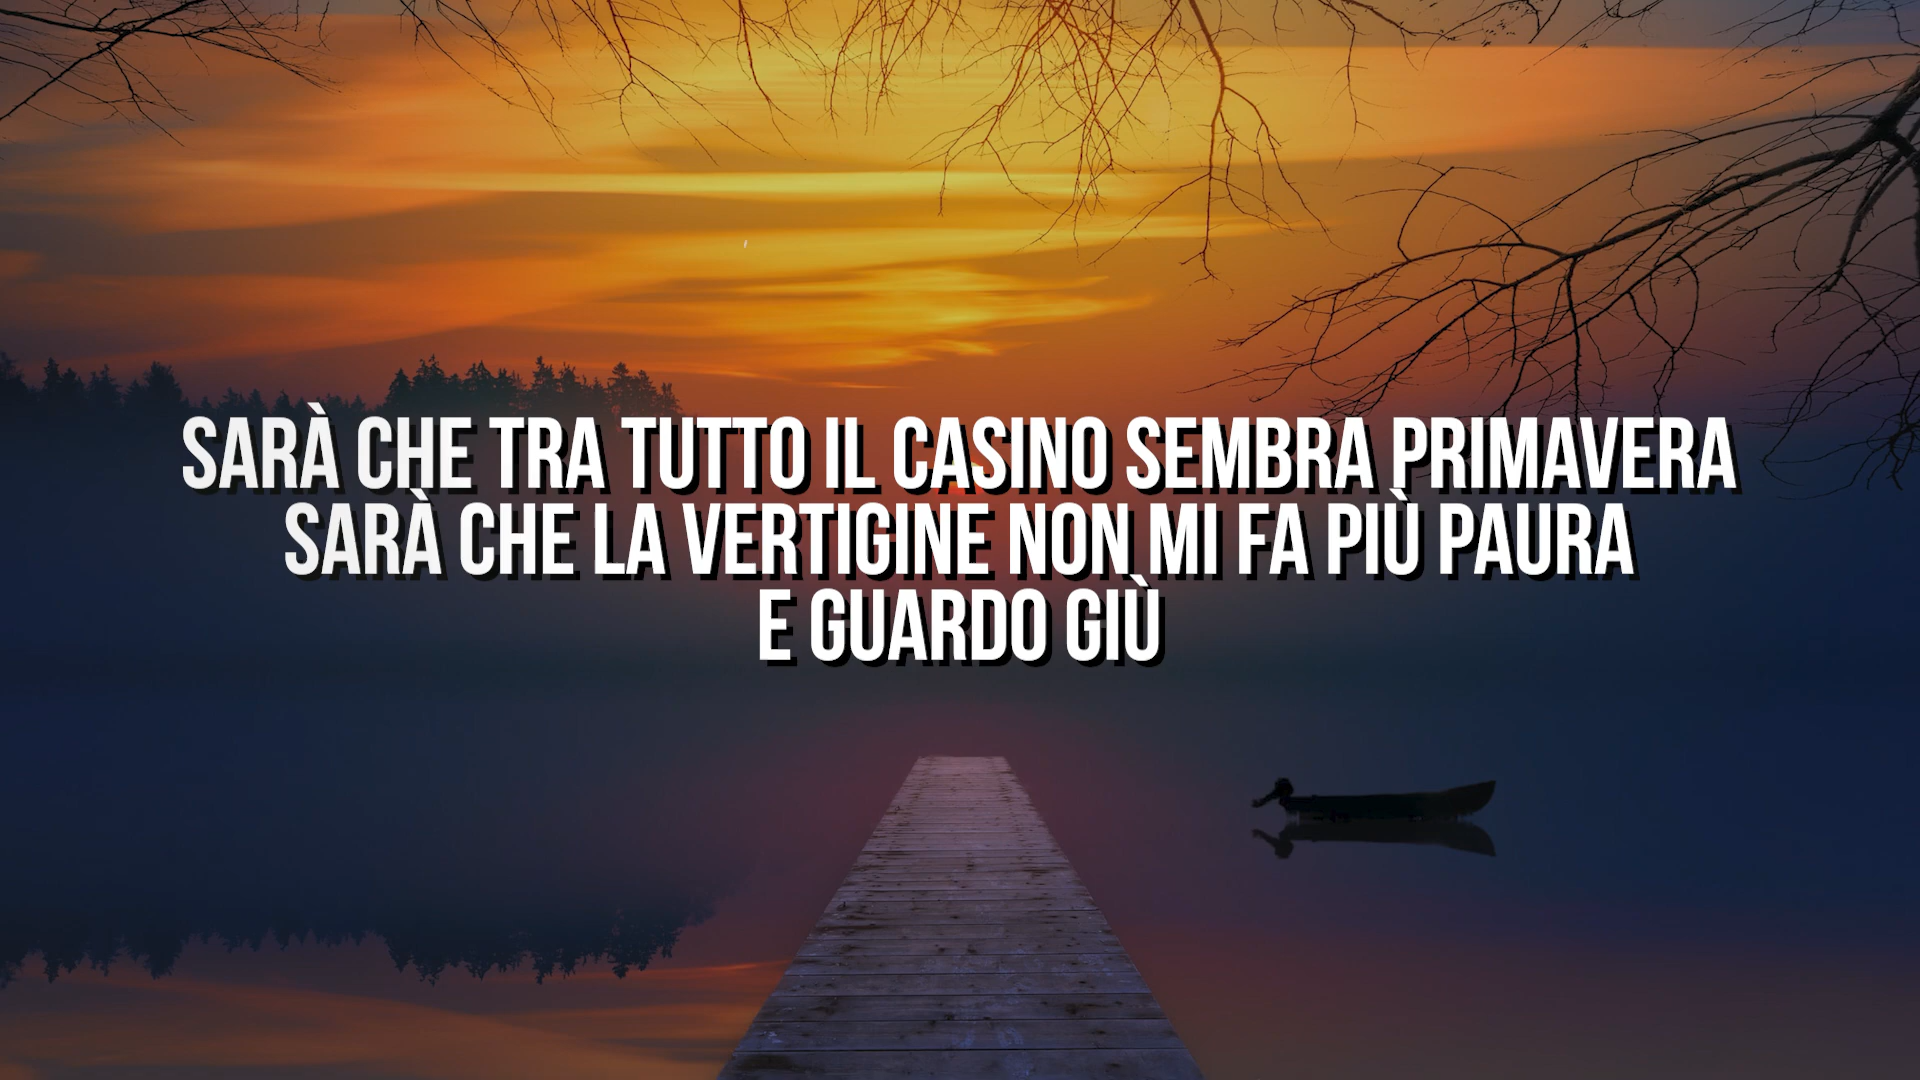 SARÀ CHE TRA TUTTO IL CASINO SEMBRA PRIMAVERA
SARÀ CHE LA VERTIGINE NON MI FA PIÙ PAURA
E GUARDO GIÙ